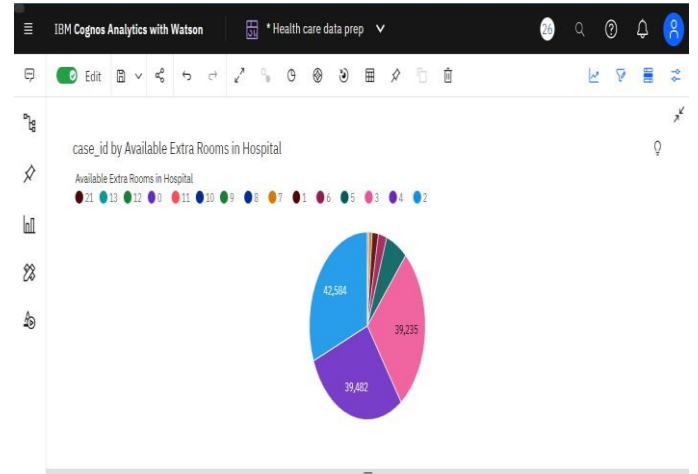 IBM Cognos Analytics with Watson
* Health care data prep
26
Edit
case_id by Available Extra Rooms in Hospital
Available Extra Rooms in Hospital
21 13 12 0 11 10 9 8 7 1 6 5 3 4 2
42,584
39,235
39,482